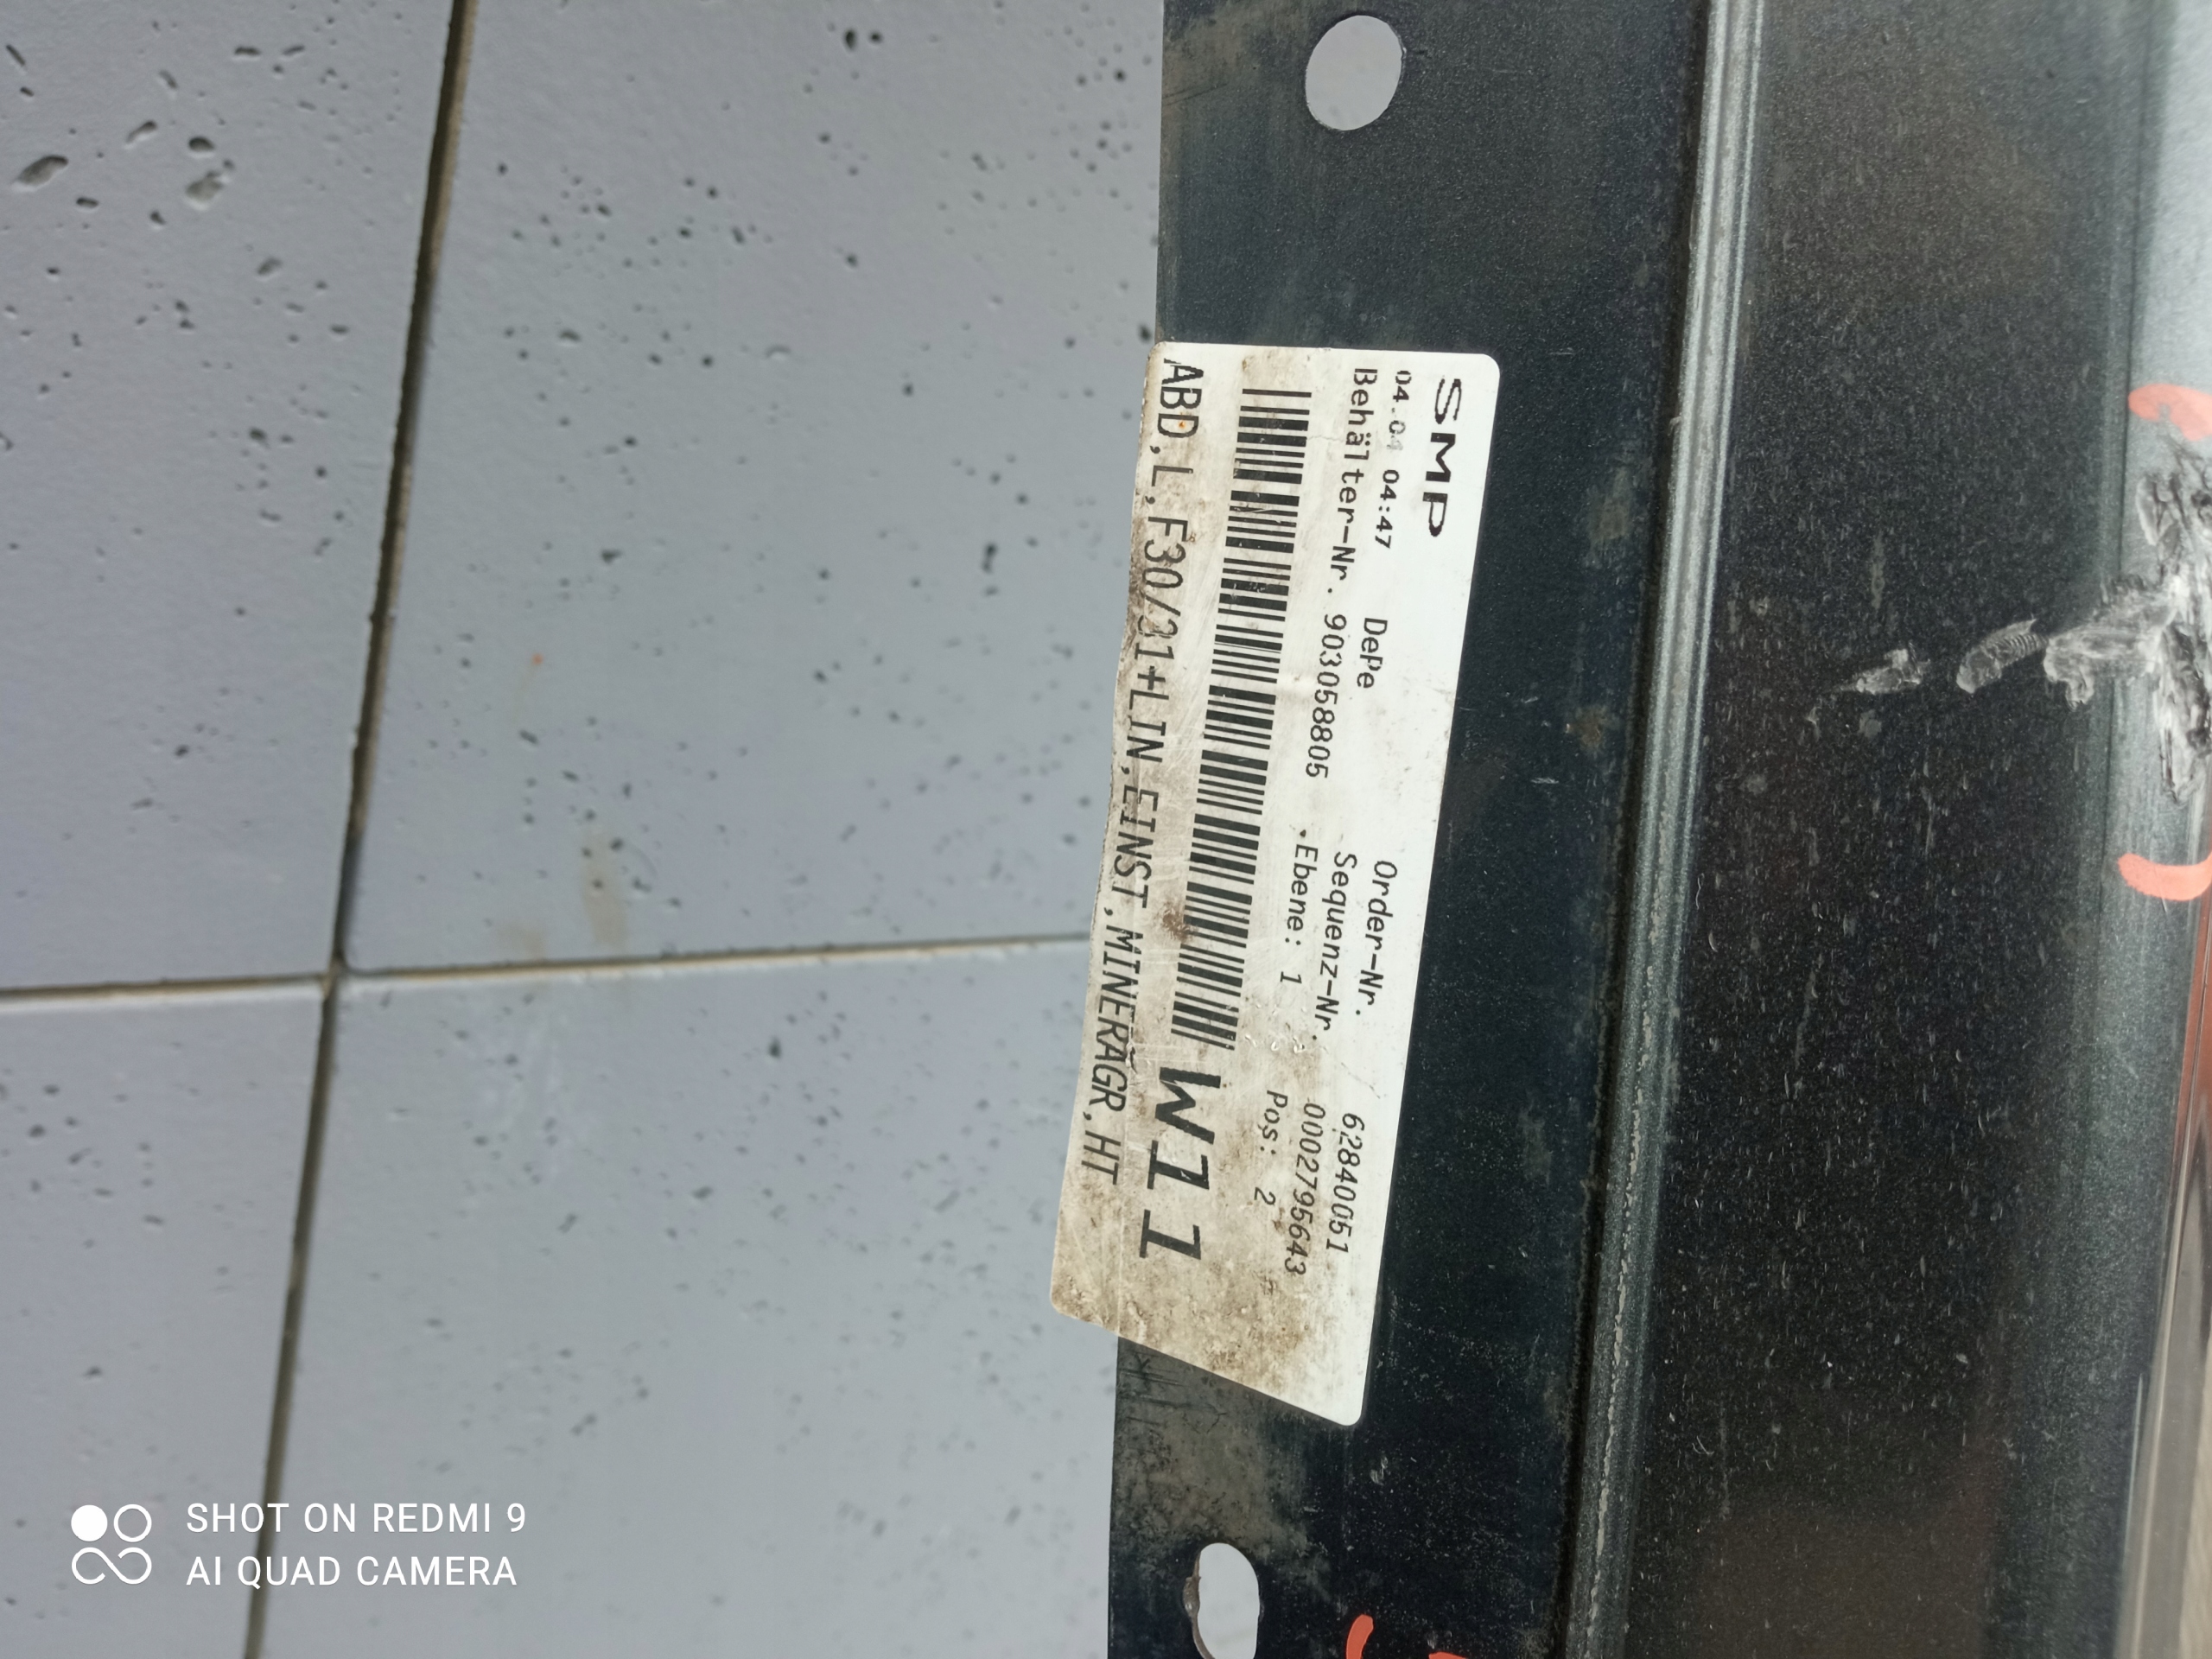 SMP
04.04 04:47 DePe Order-Nr. 62840051
Behälter-Nr. 9030588805 Sequenz-Nr. 0002795643
.Ebene: 1 Pos: 2
W11
ABD,L,F30/31+LIN,EINST,MINERAGR,HT
SHOT ON REDMI 9
AI QUAD CAMERA